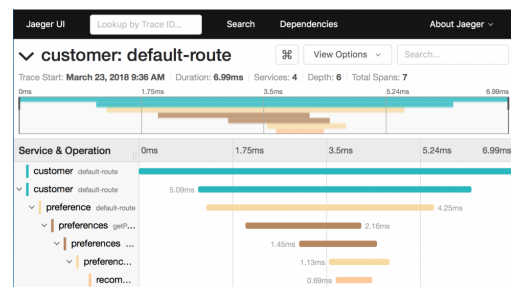 Jaeger UI Lookup by Trace ID... Search Dependencies About Jaeger
customer: default-route ⌘ View Options Search...
Trace Start: March 23, 2018 9:36 AM | Duration: 6.99ms | Services: 4 | Depth: 6 | Total Spans: 7
0ms 1.75ms 3.5ms 5.24ms 6.99ms
Service & Operation 0ms 1.75ms 3.5ms 5.24ms 6.99ms
customer default-route
customer default-route 5.09ms
preference default-route 4.25ms
preferences getP... 2.16ms
preferences ... 1.45ms
preferenc... 1.13ms
recom... 0.69ms